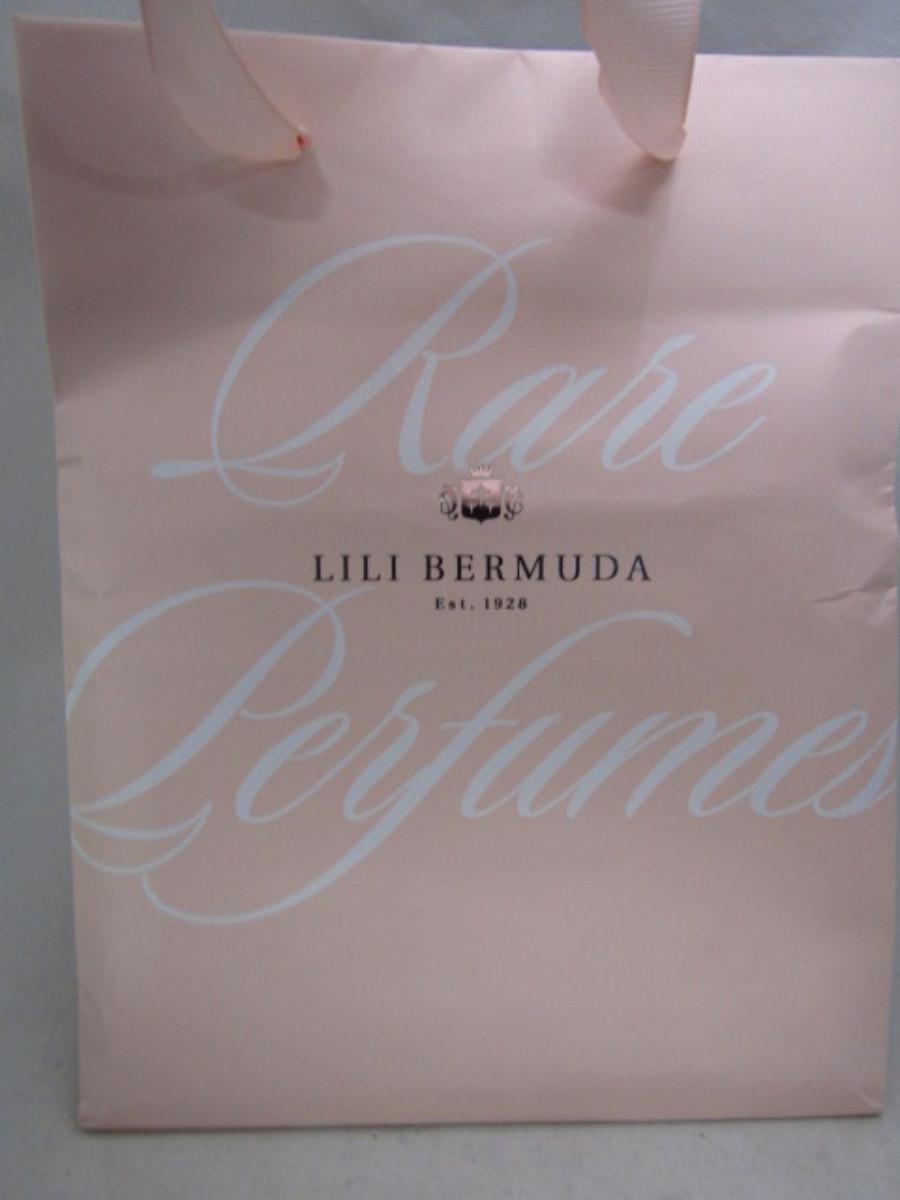 Rare
LILI BERMUDA
Est. 1928
Perfumes